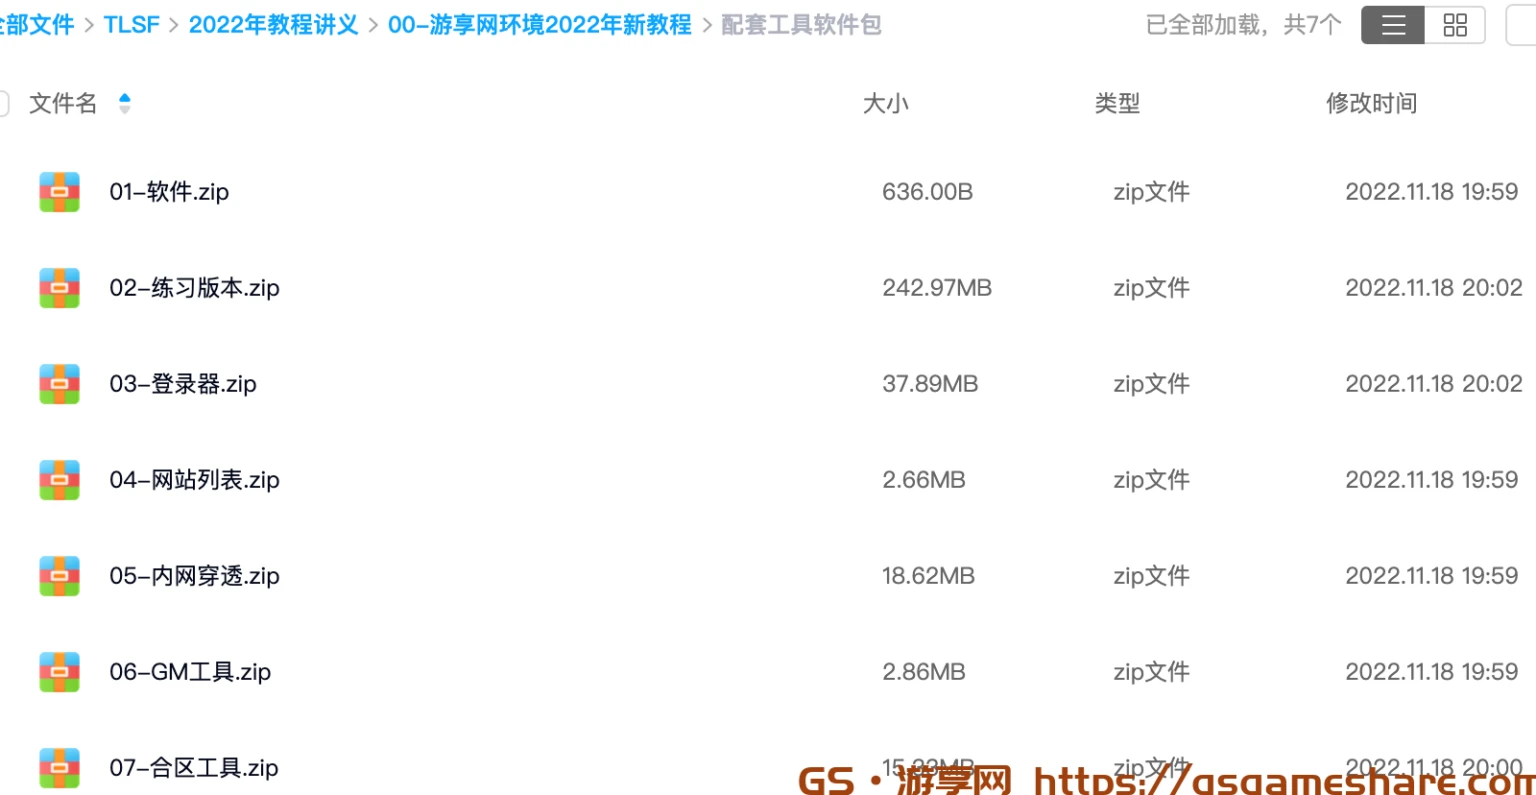 全部文件 > TLSF > 2022年教程讲义 > 00-游享网环境2022年新教程 > 配套工具软件包 已全部加载，共7个
文件名 大小 类型 修改时间
01-软件.zip 636.00B zip文件 2022.11.18 19:59
02-练习版本.zip 242.97MB zip文件 2022.11.18 20:02
03-登录器.zip 37.89MB zip文件 2022.11.18 20:02
04-网站列表.zip 2.66MB zip文件 2022.11.18 19:59
05-内网穿透.zip 18.62MB zip文件 2022.11.18 19:59
06-GM工具.zip 2.86MB zip文件 2022.11.18 19:59
07-合区工具.zip zip文件 2022.11.18 20:00
GS·游享网 https://gsgameshare.com